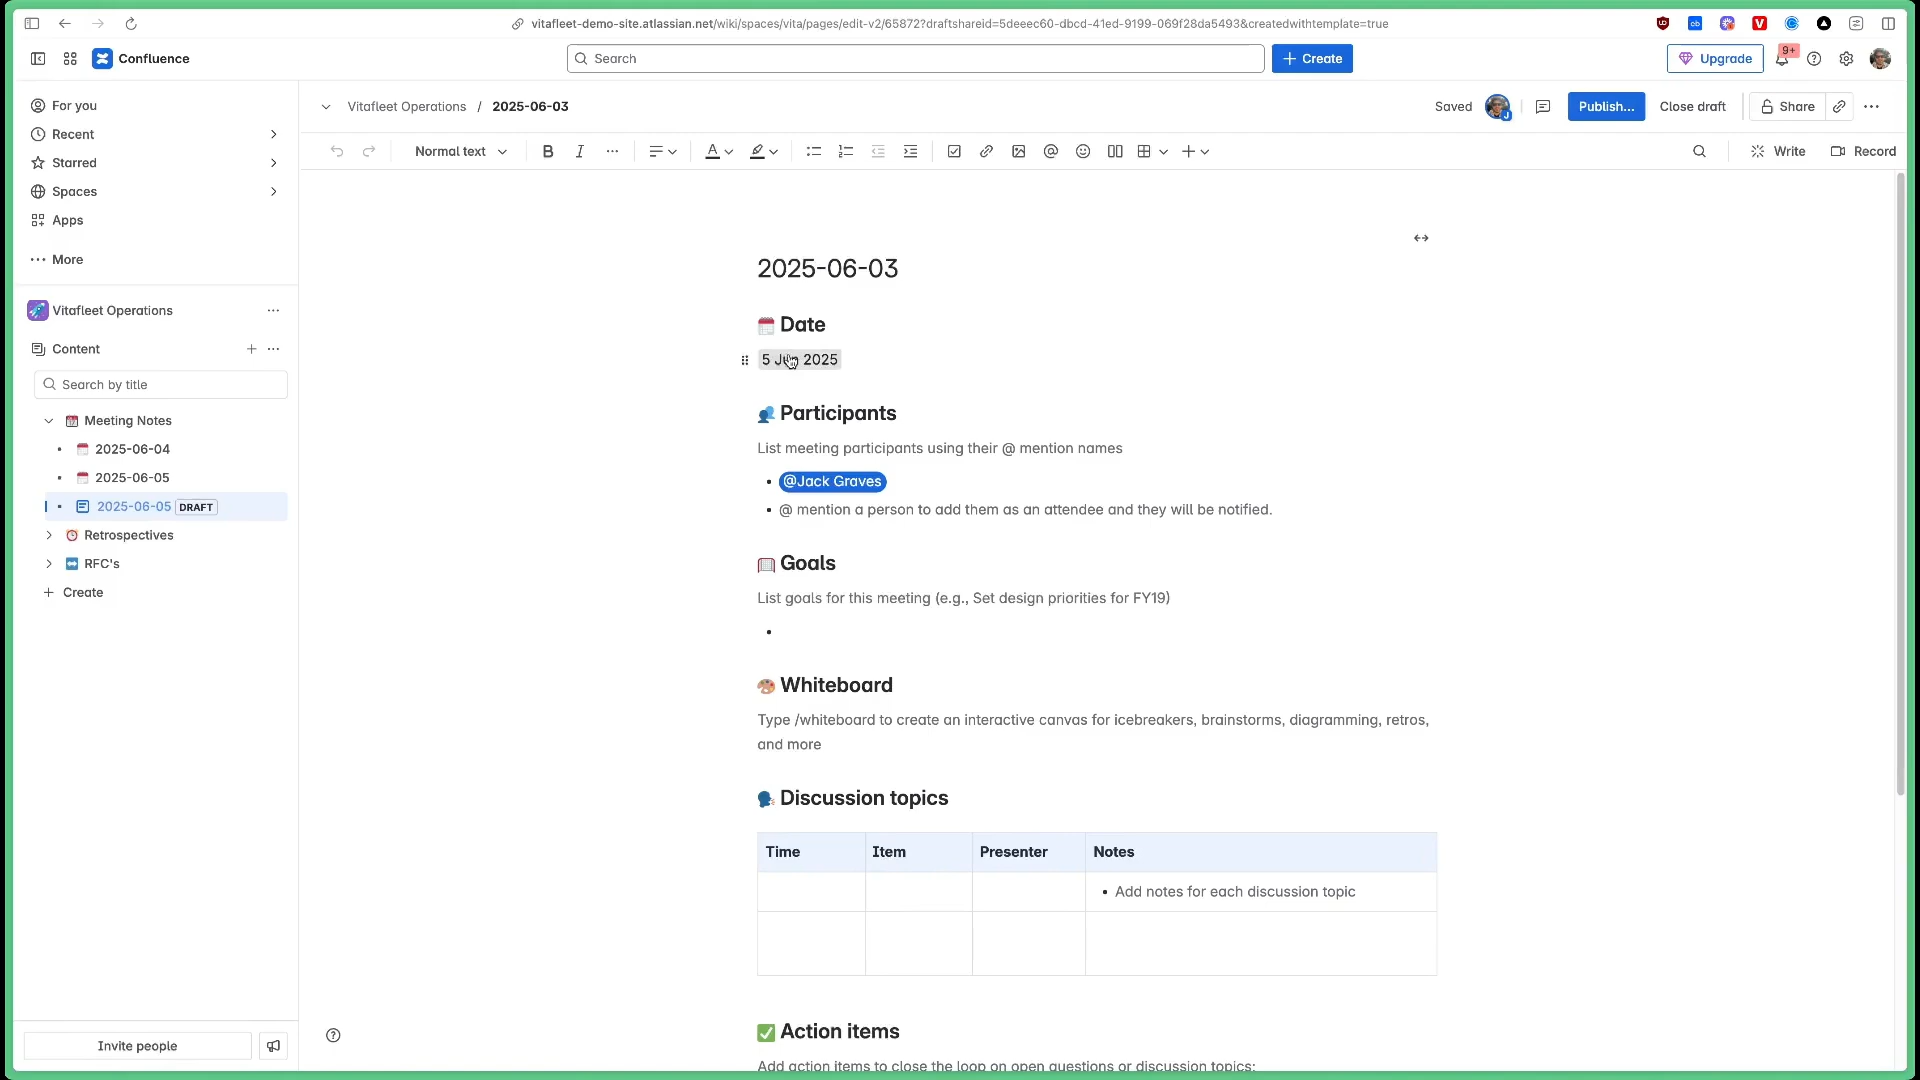 vitafleet-demo-site.atlassian.net/wiki/spaces/vita/pages/edit-v2/65872?draftshareid=5deeec60-dbcd-41ed-9199-069f28da5493&createdwithtemplate=true
Confluence
Search
Create
Upgrade
9+
For you
Recent
Starred
Spaces
Apps
More
Vitafleet Operations
Content
Search by title
Meeting Notes
2025-06-04
2025-06-05
2025-06-05 DRAFT
Retrospectives
RFC's
Create
Invite people
Vitafleet Operations / 2025-06-03
Saved
Publish...
Close draft
Share
Normal text
Write
Record
2025-06-03
Date
5 Jun 2025
Participants
List meeting participants using their @ mention names
@Jack Graves
@ mention a person to add them as an attendee and they will be notified.
Goals
List goals for this meeting (e.g., Set design priorities for FY19)
Whiteboard
Type /whiteboard to create an interactive canvas for icebreakers, brainstorms, diagramming, retros,
and more
Discussion topics
Time Item Presenter Notes
Add notes for each discussion topic
Action items
Add action items to close the loop on open questions or discussion topics: